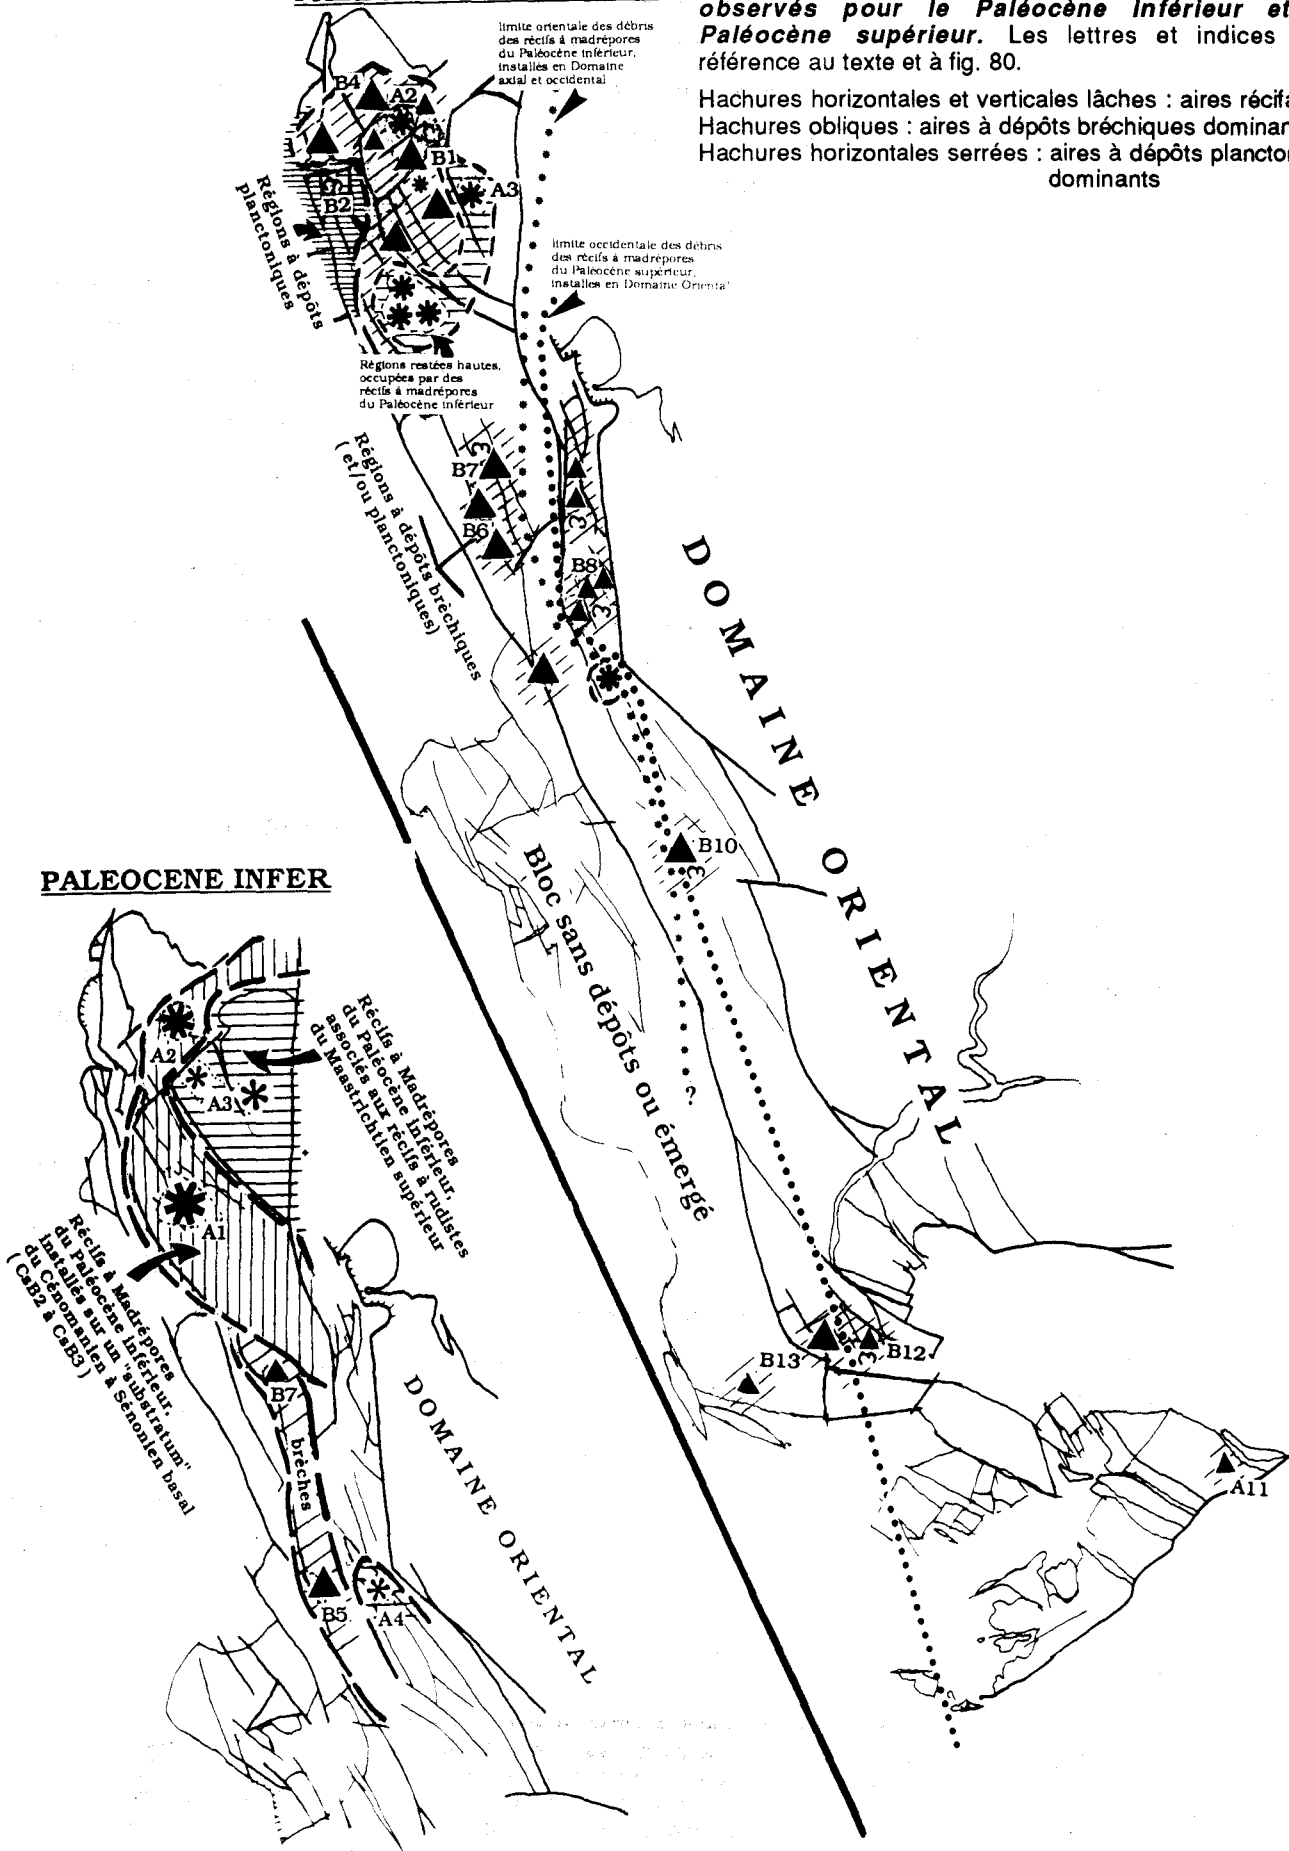 observés pour le Paléocène Inférieur et
Paléocène supérieur. Les lettres et indices
référence au texte et à fig. 80.
Hachures horizontales et verticales lâches : aires récifa
Hachures obliques : aires à dépôts bréchiques dominan
Hachures horizontales serrées : aires à dépôts plancton
dominants
limite orientale des débris
des récifs à madrépores
du Paléocène inférieur,
installés en Domaine
axial et occidental
B4
A2
B1
A3
B2
Régions à dépôts
planctoniques
limite occidentale des débris
des récifs à madrépores
du Paléocène supérieur,
installes en Domaine Oriental
Régions restées hautes,
occupées par des
récifs à madrépores
du Paléocène inférieur
Régions à dépôts bréchiques
(et/ou planctoniques)
B7
B6
B8
DOMAINE ORIENTAL
B10
Bloc sans dépôts ou émergé
?
B13
B12
A11
PALEOCENE INFER
A2
A3
A1
Récifs à Madrépores
du Paléocène inférieur,
associés aux récifs à rudistes
du Maastrichtien supérieur
Récifs à Madrépores
du Paléocène inférieur,
installés sur un "substratum"
du Cénomanien à Sénonien basal
(CsB2 à CsB3)
B7
brèches
B5
A4
DOMAINE ORIENTAL